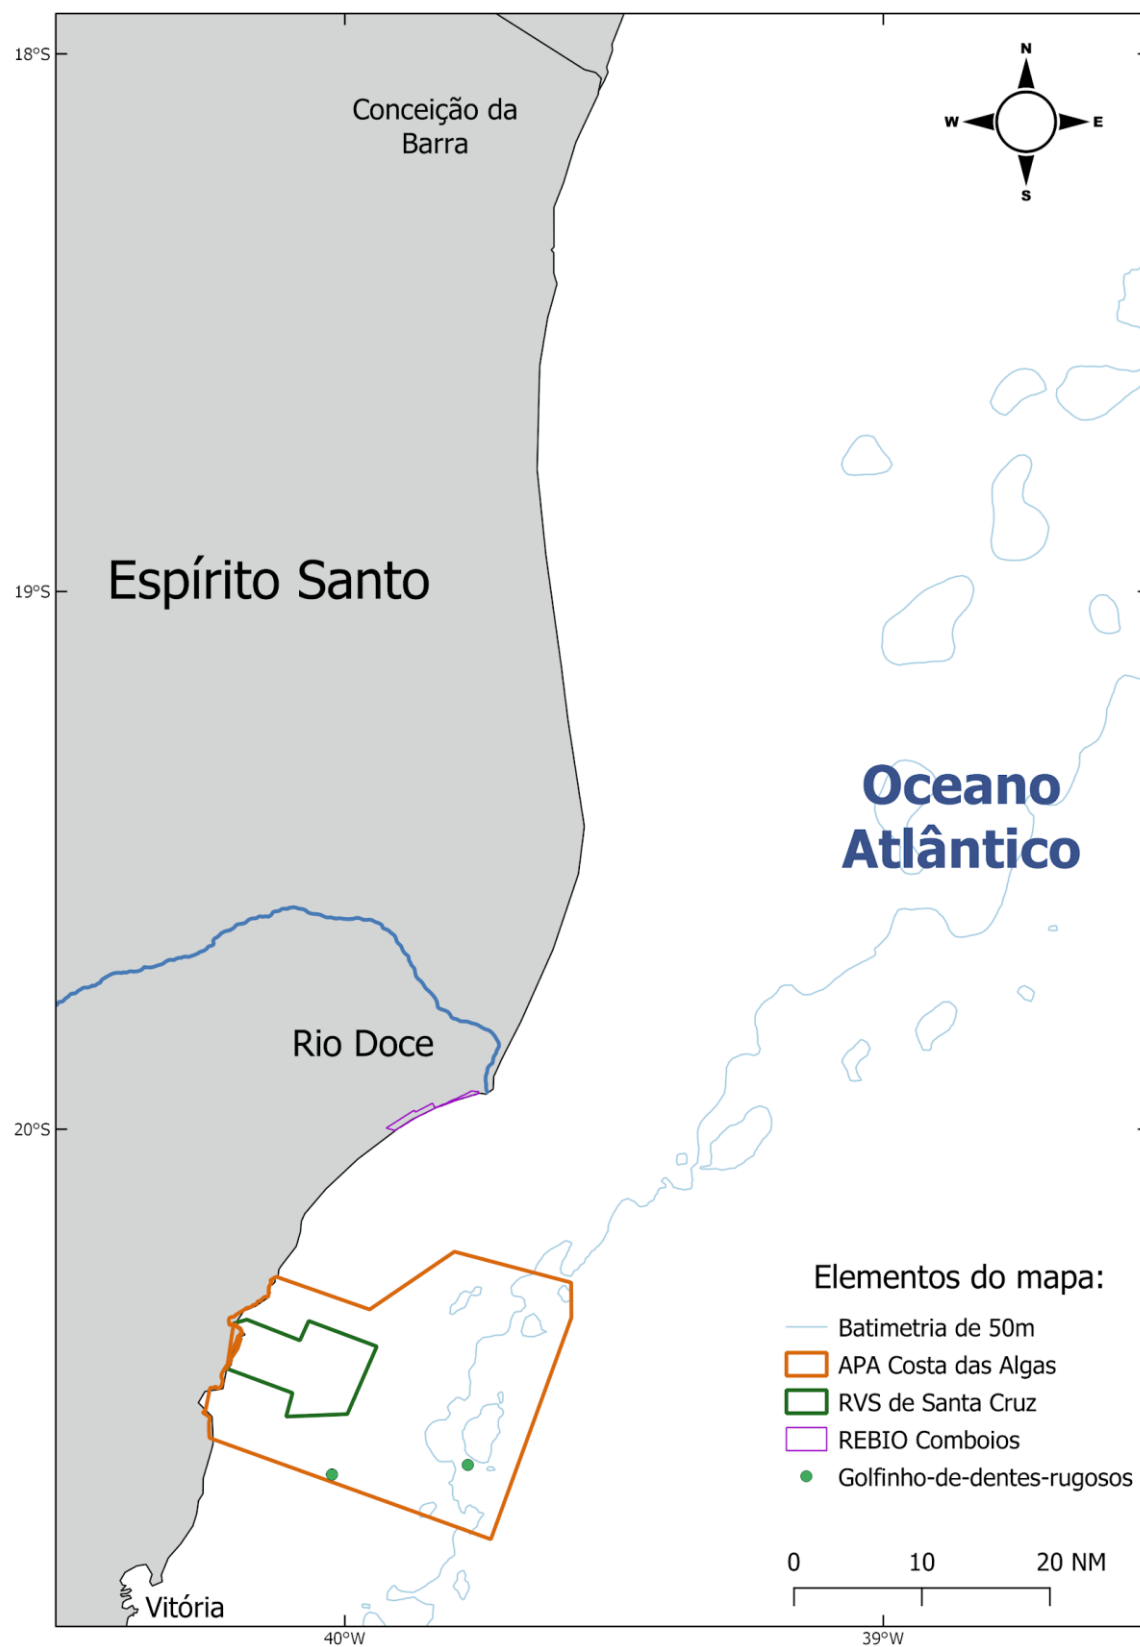 18°S
N
W
E
S
Conceição da
Barra
19°S
Espírito Santo
Oceano
Atlântico
Rio Doce
20°S
Elementos do mapa:
Batimetria de 50m
APA Costa das Algas
RVS de Santa Cruz
REBIO Comboios
Golfinho-de-dentes-rugosos
0 10 20 NM
Vitória
40°W
39°W